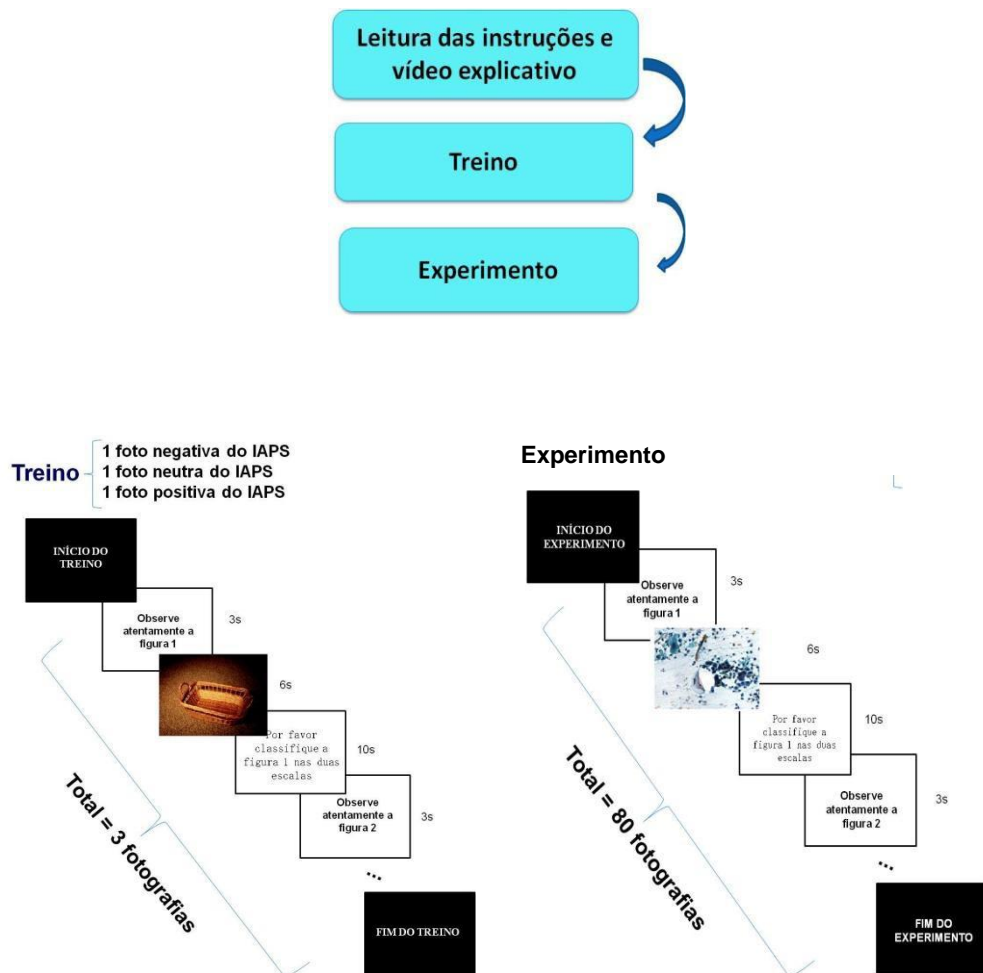 Leitura das instruções e
vídeo explicativo
Treino
Experimento
Treino
1 foto negativa do IAPS
1 foto neutra do IAPS
1 foto positiva do IAPS
INÍCIO DO
TREINO
Observe
atentamente a
figura 1
3s
6s
Por favor
classifique a
figura 1 nas duas
escalas
10s
Observe
atentamente a
figura 2
3s
...
FIM DO TREINO
Total = 3 fotografias
Experimento
INÍCIO DO
EXPERIMENTO
Observe
atentamente a
figura 1
3s
6s
Por favor
classifique a
figura 1 nas duas
escalas
10s
Observe
atentamente a
figura 2
3s
...
FIM DO
EXPERIMENTO
Total = 80 fotografias